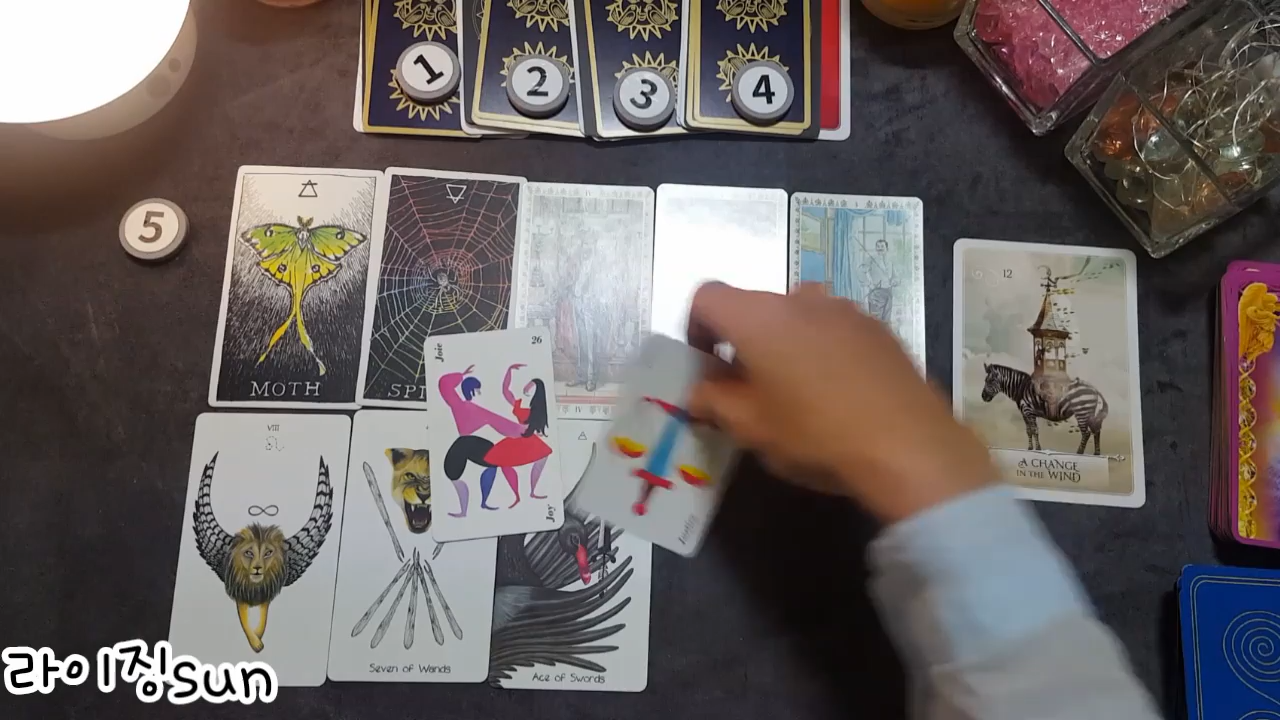 1
2
3
4
5
MOTH
Joie
26
Joy
12
A CHANGE
IN THE WIND
VIII
Seven of Wands
Ace of Swords
라이징sun